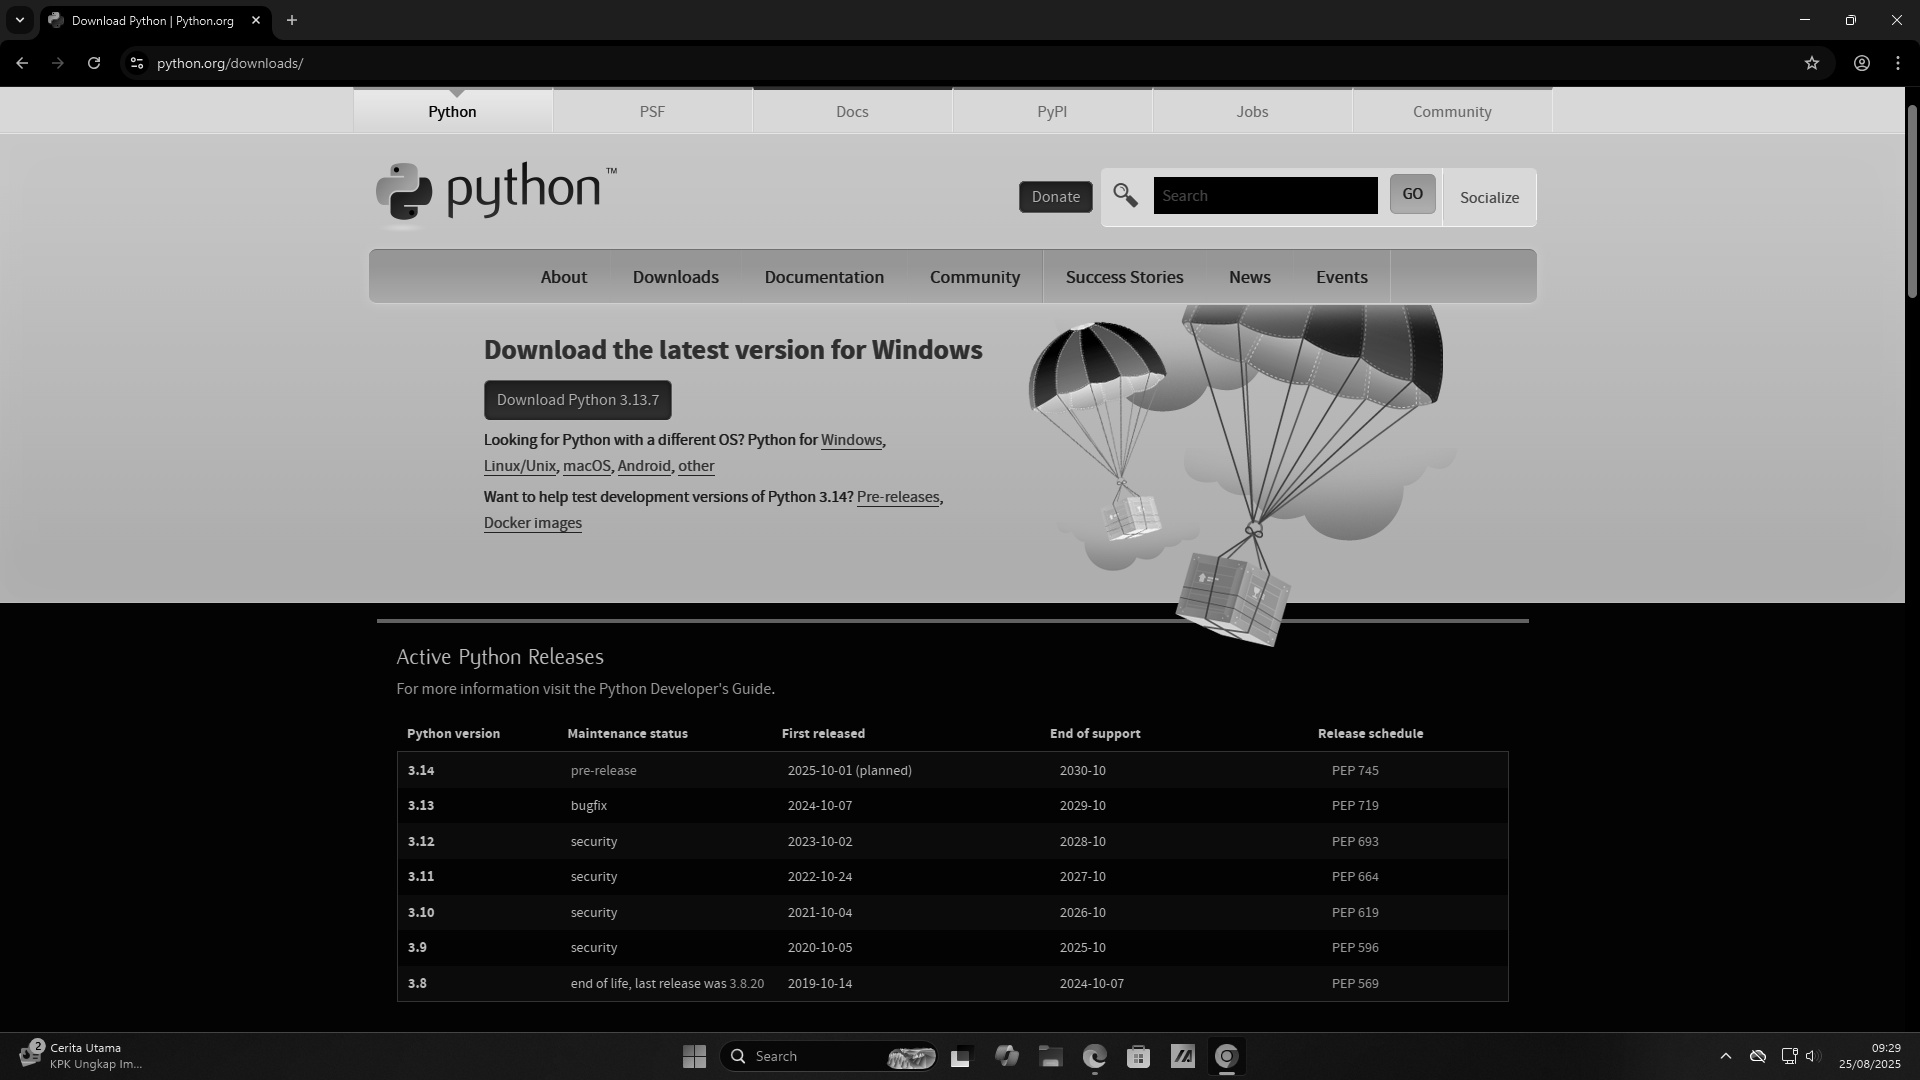 Download Python | Python.org
python.org/downloads/
Python PSF Docs PyPI Jobs Community
python™
Donate Search GO Socialize
About Downloads Documentation Community Success Stories News Events
Download the latest version for Windows
Download Python 3.13.7
Looking for Python with a different OS? Python for Windows,
Linux/Unix, macOS, Android, other
Want to help test development versions of Python 3.14? Pre-releases,
Docker images
Active Python Releases
For more information visit the Python Developer's Guide.
Python version Maintenance status First released End of support Release schedule
3.14 pre-release 2025-10-01 (planned) 2030-10 PEP 745
3.13 bugfix 2024-10-07 2029-10 PEP 719
3.12 security 2023-10-02 2028-10 PEP 693
3.11 security 2022-10-24 2027-10 PEP 664
3.10 security 2021-10-04 2026-10 PEP 619
3.9 security 2020-10-05 2025-10 PEP 596
3.8 end of life, last release was 3.8.20 2019-10-14 2024-10-07 PEP 569
2
Cerita Utama
KPK Ungkap Im...
Search
09:29
25/08/2025